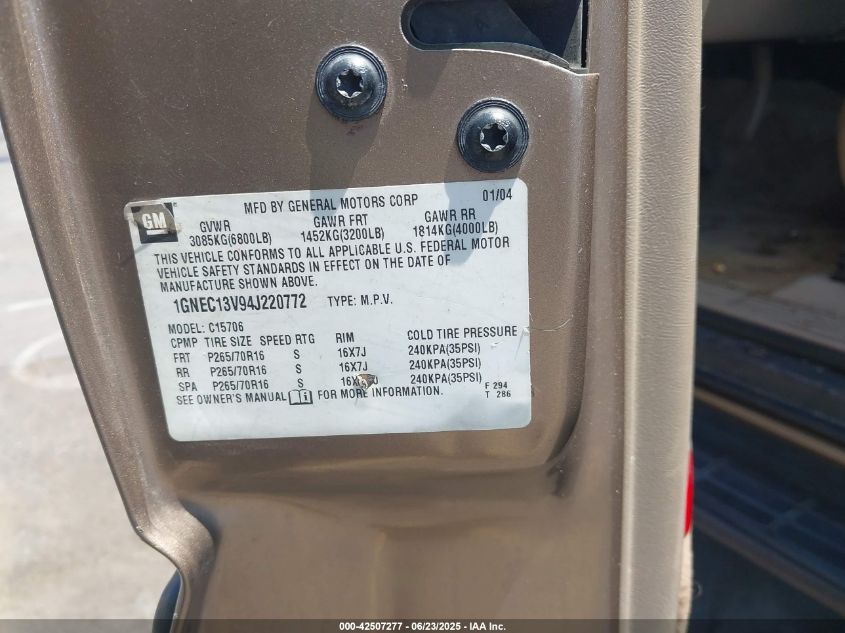 MFD BY GENERAL MOTORS CORP 01/04
GM
GVWR GAWR FRT GAWR RR
3085KG(6800LB) 1452KG(3200LB) 1814KG(4000LB)
THIS VEHICLE CONFORMS TO ALL APPLICABLE U.S. FEDERAL MOTOR
VEHICLE SAFETY STANDARDS IN EFFECT ON THE DATE OF
MANUFACTURE SHOWN ABOVE.
1GNEC13V94J220772 TYPE: M.P.V.
MODEL: C15706
CPMP TIRE SIZE SPEED RTG RIM COLD TIRE PRESSURE
FRT P265/70R16 S 16X7J 240KPA(35PSI)
RR P265/70R16 S 16X7J 240KPA(35PSI)
SPA P265/70R16 S 240KPA(35PSI)
SEE OWNER'S MANUAL FOR MORE INFORMATION.
F 294
T 286
000-42507277 - 06/23/2025 - IAA Inc.